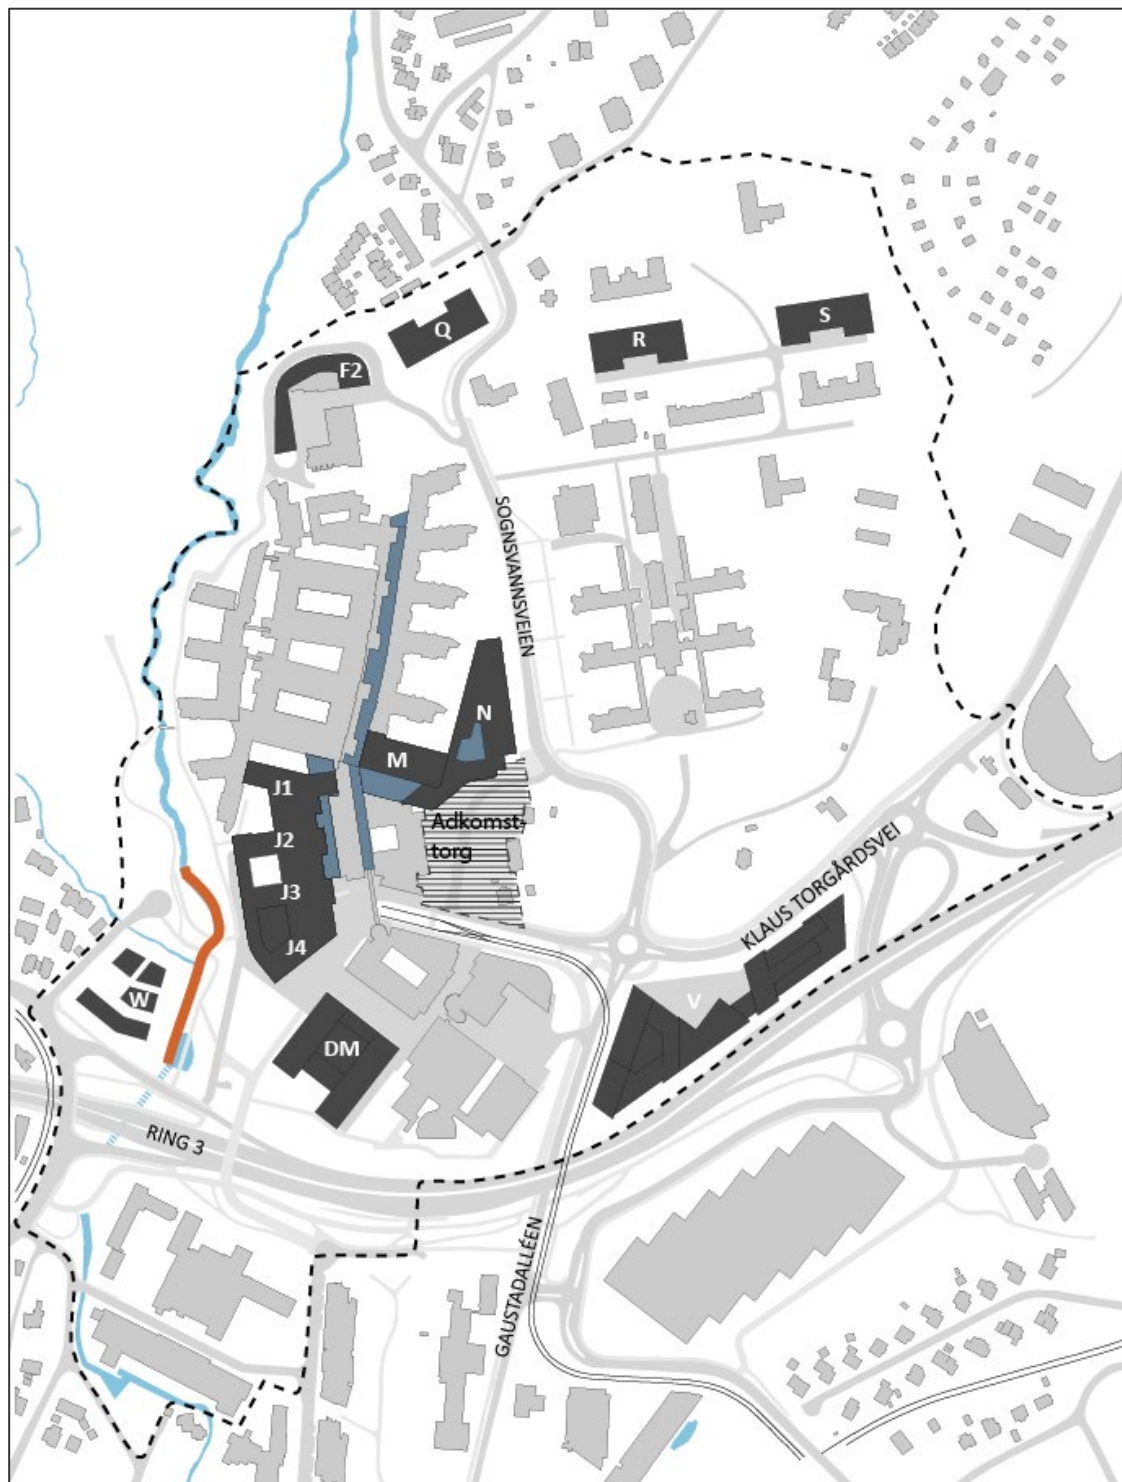 Q
S
R
F2
SOGNSVANNSVEIEN
N
M
J1
Adkomst-
torg
J2
J3
J4
KLAUS TORGÅRDSVEI
W
V
DM
RING 3
GAUSTADALLÉEN